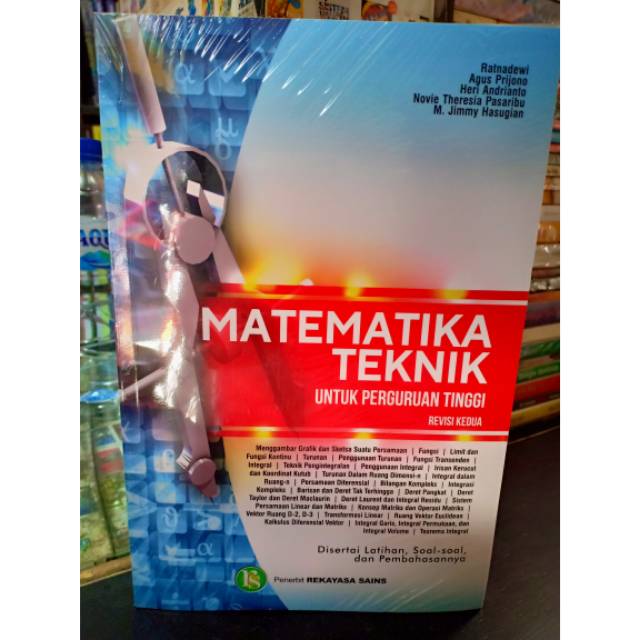 Ratnadewi
Agus Prijono
Heri Andrianto
Novie Theresia Pasaribu
M. Jimmy Hasugian
MATEMATIKA
TEKNIK
UNTUK PERGURUAN TINGGI
REVISI KEDUA
Menggambar Grafik dan Sketsa Suatu Persamaan | Fungsi | Limit dan
Fungsi Kontinu | Turunan | Penggunaan Turunan | Fungsi Transenden |
Integral | Teknik Pengintegralan | Penggunaan Integral | Irisan Kerucut
dan Koordinat Kutub | Turunan Dalam Ruang Dimensi-n | Integral dalam
Ruang-n | Persamaan Diferensial | Bilangan Kompleks | Integrasi
Kompleks | Barisan dan Deret Tak Terhingga | Deret Pangkat | Deret
Taylor dan Deret Maclaurin | Deret Laurent dan Integral Residu | Sistem
Persamaan Linear dan Matriks | Konsep Matriks dan Operasi Matriks |
Vektor Ruang D-2, D-3 | Transformasi Linear | Ruang Vektor Euclidean |
Kalkulus Diferensial Vektor | Integral Garis, Integral Permukaan, dan
Integral Volume | Teorema Integral
Disertai Latihan, Soal-soal,
dan Pembahasannya
rs
Penerbit REKAYASA SAINS